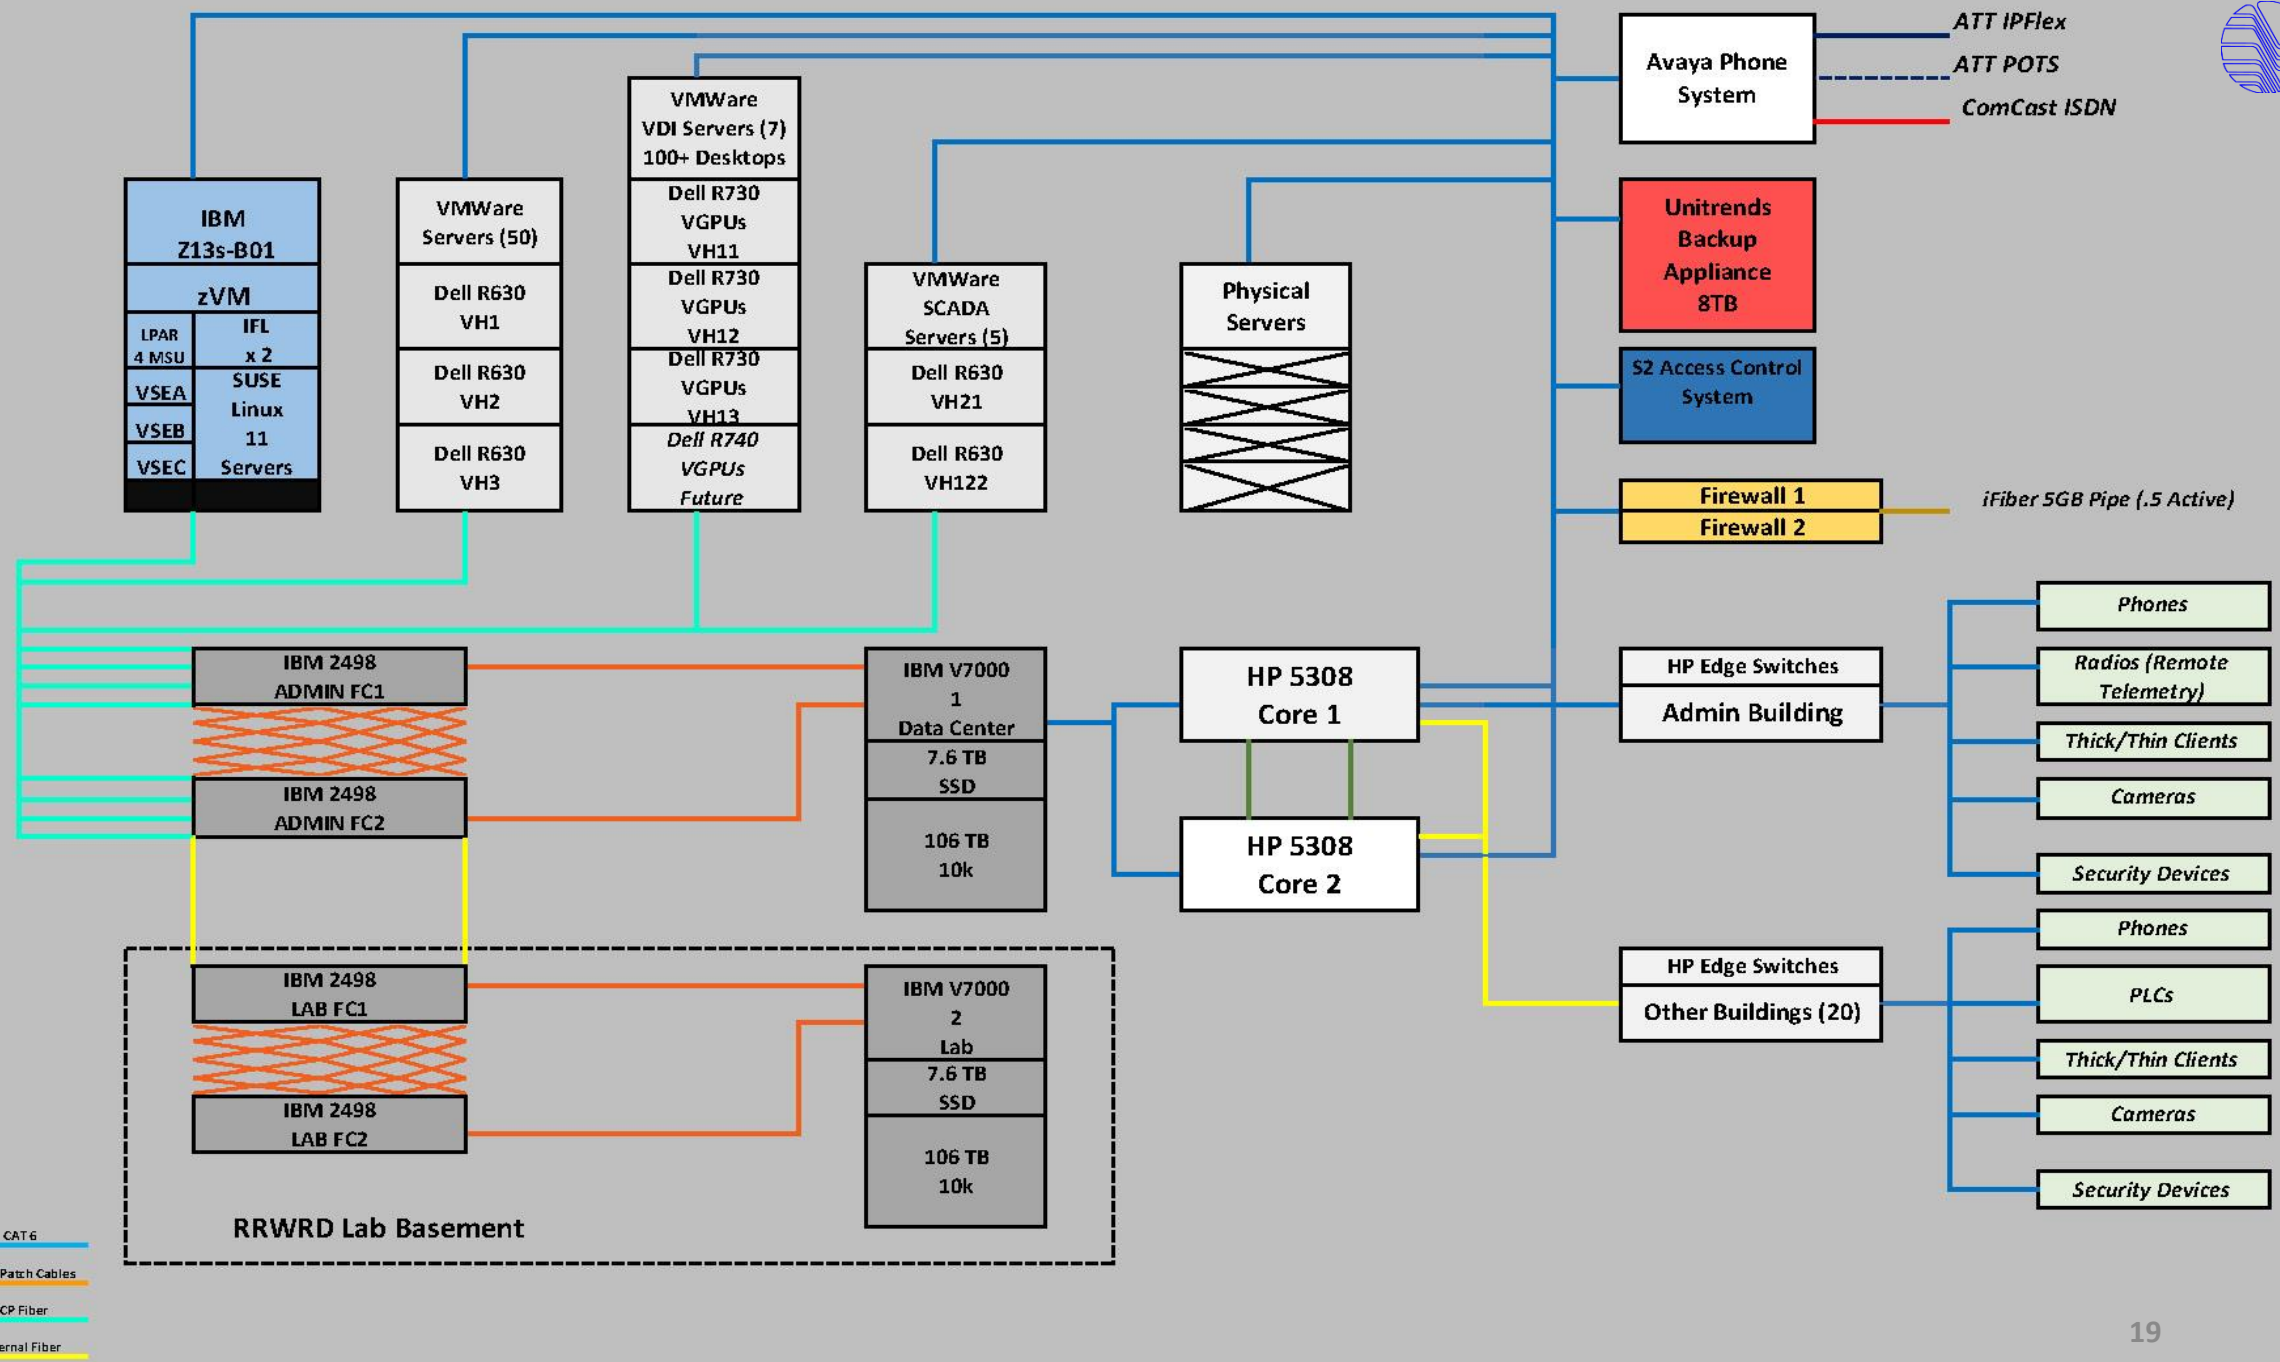 ATT IPFlex
ATT POTS
ComCast ISDN
Avaya Phone
System
VMWare
VDI Servers (7)
100+ Desktops
Dell R730
VGPUs
VH11
Dell R730
VGPUs
VH12
Dell R730
VGPUs
VH13
Dell R740
VGPUs
Future
IBM
Z13s-B01
zVM
LPAR
4 MSU
IFL
x 2
VSEA
VSEB
VSEC
SUSE
Linux
11
Servers
VMWare
Servers (50)
Dell R630
VH1
Dell R630
VH2
Dell R630
VH3
VMWare
SCADA
Servers (5)
Dell R630
VH21
Dell R630
VH122
Physical
Servers
Unitrends
Backup
Appliance
8TB
S2 Access Control
System
Firewall 1
Firewall 2
iFiber 5GB Pipe (.5 Active)
IBM 2498
ADMIN FC1
IBM 2498
ADMIN FC2
IBM V7000
1
Data Center
7.6 TB
SSD
106 TB
10k
HP 5308
Core 1
HP 5308
Core 2
HP Edge Switches
Admin Building
Phones
Radios (Remote
Telemetry)
Thick/Thin Clients
Cameras
Security Devices
HP Edge Switches
Other Buildings (20)
Phones
PLCs
Thick/Thin Clients
Cameras
Security Devices
IBM 2498
LAB FC1
IBM 2498
LAB FC2
IBM V7000
2
Lab
7.6 TB
SSD
106 TB
10k
RRWRD Lab Basement
CAT6
Patch Cables
CP Fiber
ernal Fiber
19